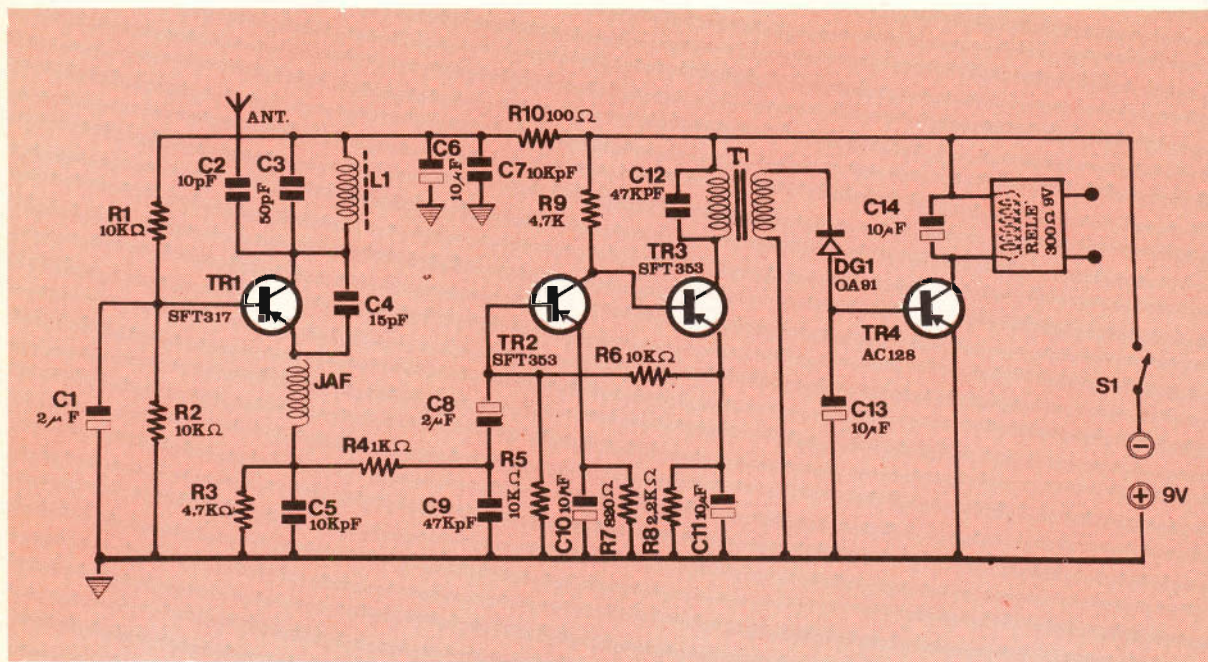 ANT.
R10 100 Ω
C2
10pF
C3
50pF
L1
C6
10μF
C7 10KpF
R9
4,7K
C12
47KPF
T1
R1
10KΩ
TR1
SFT317
C4
15pF
TR3
SFT353
DG1
OA91
C14
10μF
RELE'
300Ω 9V
TR2
SFT353
TR4
AC128
R6 10KΩ
S1
JAF
C1
2μF
R2
10KΩ
C8
2μF
C13
10μF
R4 1KΩ
R5
10KΩ
R3
4,7KΩ
C5
10KpF
C9
47KpF
C10 10μF
R7 820Ω
R8 2,2KΩ
C11 10μF
−
+ 9V